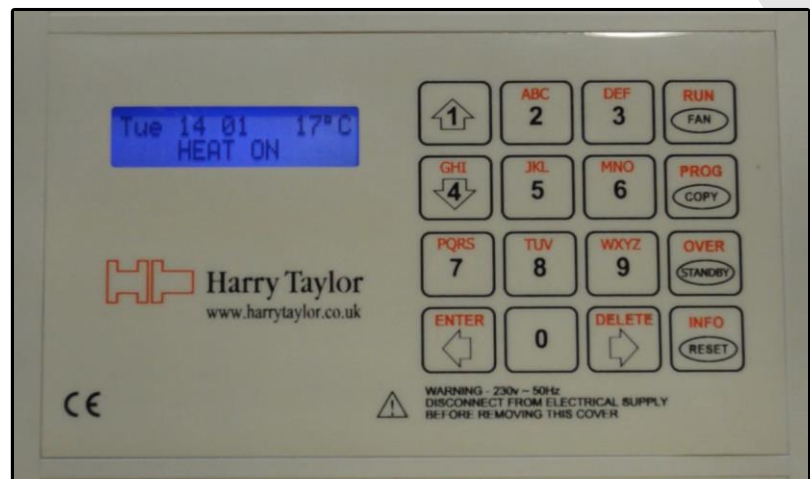 Tue 14 01 17°C
HEAT ON
Harry Taylor
www.harrytaylor.co.uk
CE
1
ABC
2
DEF
3
RUN
FAN
GHI
4
JKL
5
MNO
6
PROG
COPY
PQRS
7
TUV
8
WXYZ
9
OVER
STANDBY
ENTER
0
DELETE
INFO
RESET
WARNING - 230v ~ 50Hz
DISCONNECT FROM ELECTRICAL SUPPLY
BEFORE REMOVING THIS COVER